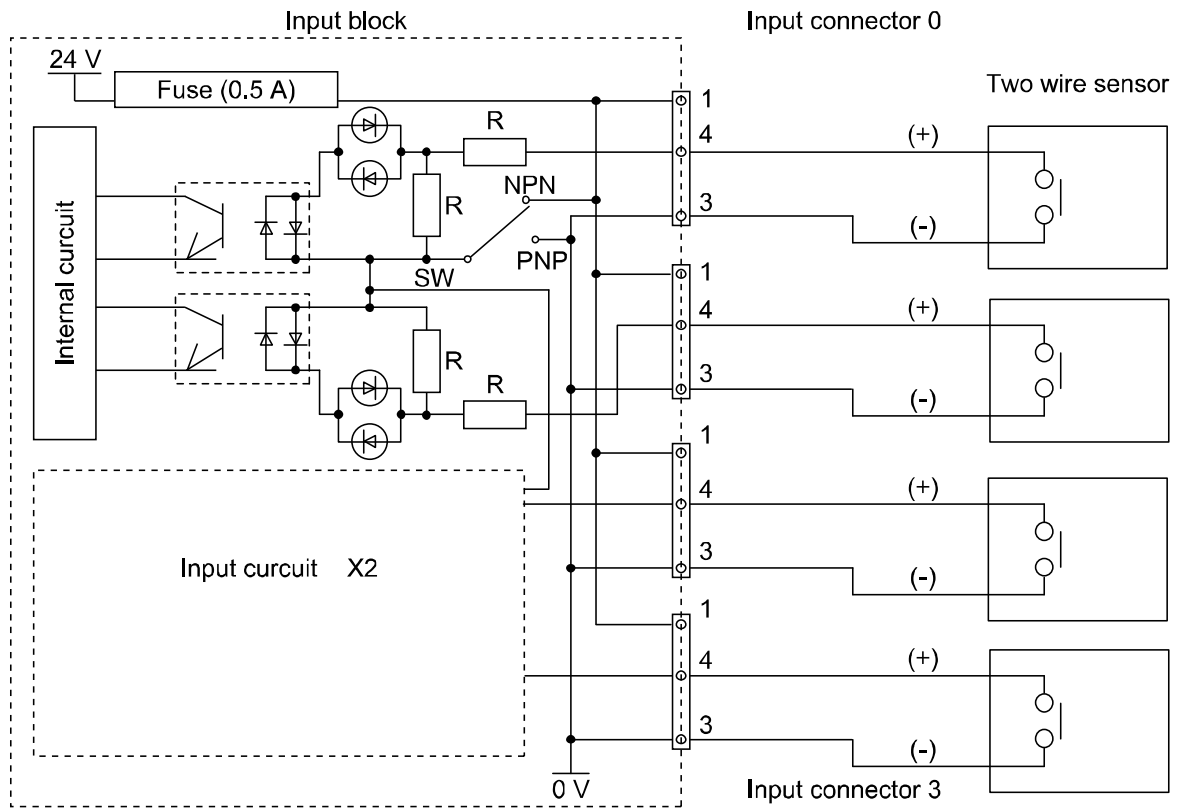 Input block
Input connector 0
24 V
Fuse (0.5 A)
Two wire sensor
1
R
4
(+)
NPN
R
3
(-)
PNP
SW
Internal curcuit
1
4
(+)
R
R
3
(-)
1
4
(+)
3
(-)
Input curcuit X2
1
4
(+)
3
(-)
0 V
Input connector 3